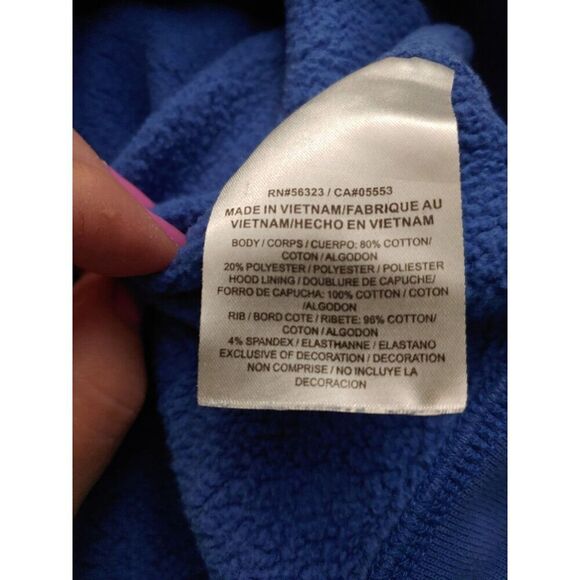 RN#56323 / CA#05553
MADE IN VIETNAM/FABRIQUE AU
VIETNAM/HECHO EN VIETNAM
BODY / CORPS / CUERPO: 80% COTTON/
COTON / ALGODON
20% POLYESTER / POLYESTER / POLIESTER
HOOD LINING / DOUBLURE DE CAPUCHE/
FORRO DE CAPUCHA: 100% COTTON / COTON
/ALGODON
RIB / BORD COTE / RIBETE: 96% COTTON/
COTON / ALGODON
4% SPANDEX / ELASTHANNE / ELASTANO
EXCLUSIVE OF DECORATION / DECORATION
NON COMPRISE / NO INCLUYE LA
DECORACION